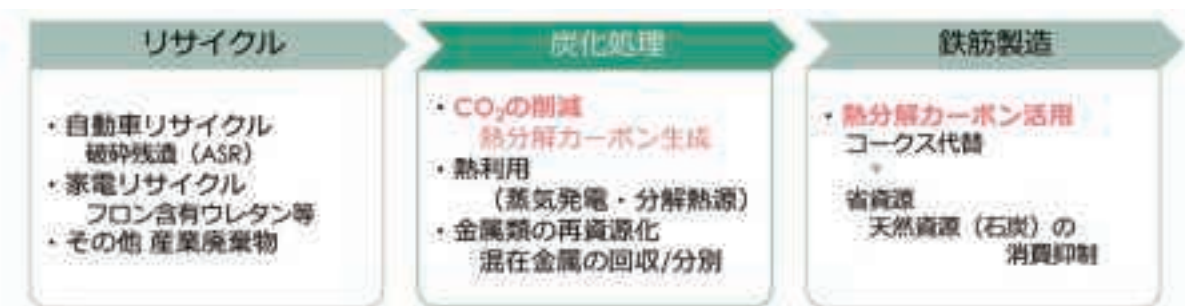 リサイクル
・自動車リサイクル
破砕残渣（ASR）
・家電リサイクル
フロン含有ウレタン等
・その他 産業廃棄物
炭化処理
・CO₂の削減
熱分解カーボン生成
・熱利用
（蒸気発電・分解熱源）
・金属類の再資源化
混在金属の回収/分別
鉄筋製造
・熱分解カーボン活用
コークス代替
省資源
天然資源（石炭）の
消費抑制